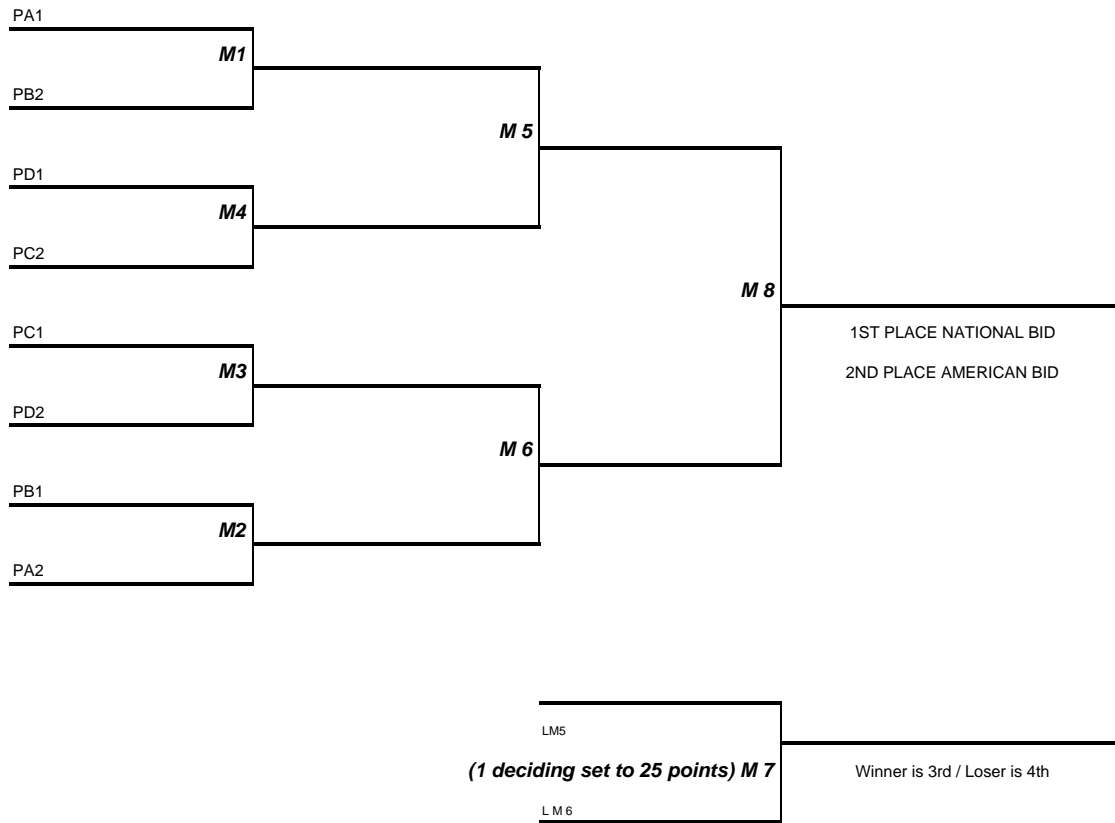 PA1
M1
PB2
M 5
PD1
M4
PC2
M 8
PC1
1ST PLACE NATIONAL BID
M3
2ND PLACE AMERICAN BID
PD2
M 6
PB1
M2
PA2
LM5
(1 deciding set to 25 points) M 7
Winner is 3rd / Loser is 4th
L M 6